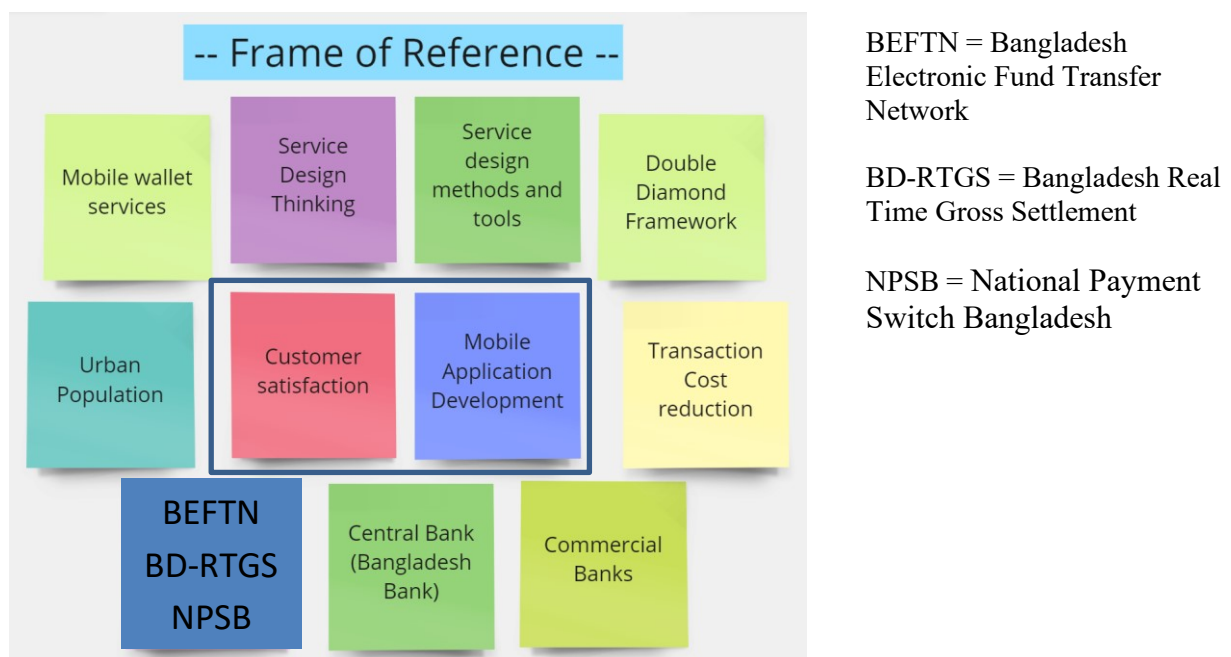 -- Frame of Reference --
Mobile wallet
services
Service
Design
Thinking
Service
design
methods and
tools
Double
Diamond
Framework
Urban
Population
Customer
satisfaction
Mobile
Application
Development
Transaction
Cost
reduction
BEFTN
BD-RTGS
NPSB
Central Bank
(Bangladesh
Bank)
Commercial
Banks
BEFTN = Bangladesh
Electronic Fund Transfer
Network
BD-RTGS = Bangladesh Real
Time Gross Settlement
NPSB = National Payment
Switch Bangladesh